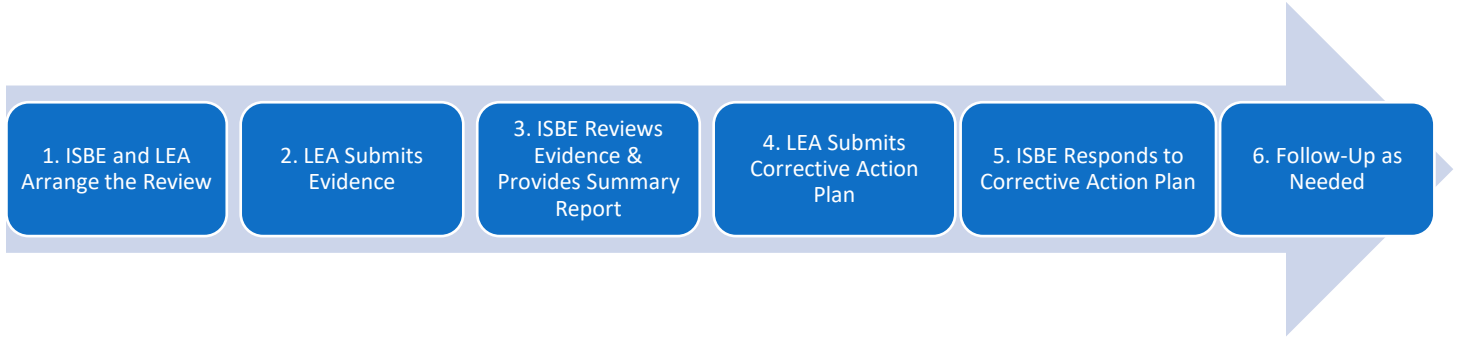 1. ISBE and LEA
Arrange the Review
2. LEA Submits
Evidence
3. ISBE Reviews
Evidence &
Provides Summary
Report
4. LEA Submits
Corrective Action
Plan
5. ISBE Responds to
Corrective Action Plan
6. Follow-Up as
Needed